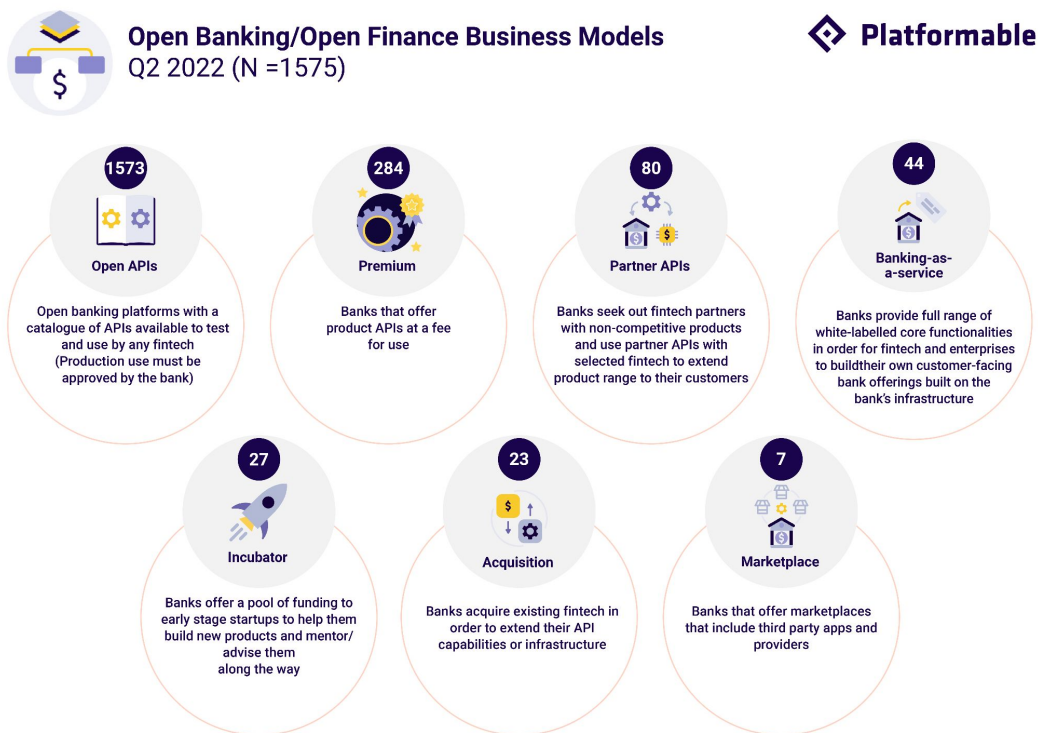 Open Banking/Open Finance Business Models
Q2 2022 (N =1575)
Platformable
$
1573
Open APIs
Open banking platforms with a
catalogue of APIs available to test
and use by any fintech
(Production use must be
approved by the bank)
284
Premium
Banks that offer
product APIs at a fee
for use
80
$
$
Partner APIs
Banks seek out fintech partners
with non-competitive products
and use partner APIs with
selected fintech to extend
product range to their customers
44
$
Banking-as-
a-service
Banks provide full range of
white-labelled core functionalities
in order for fintech and enterprises
to buildtheir own customer-facing
bank offerings built on the
bank's infrastructure
27
Incubator
Banks offer a pool of funding to
early stage startups to help them
build new products and mentor/
advise them
along the way
23
$
Acquisition
Banks acquire existing fintech in
order to extend their API
capabilities or infrastructure
7
$
Marketplace
Banks that offer marketplaces
that include third party apps and
providers